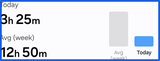 Today
3h 25m
Avg (week)
12h 50m
Avg
(week)
Today